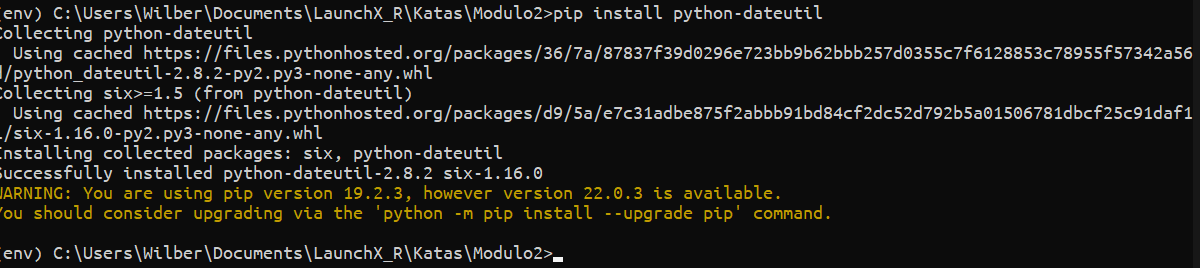 (env) C:\Users\Wilber\Documents\LaunchX_R\Katas\Modulo2>pip install python-dateutil
Collecting python-dateutil
  Using cached https://files.pythonhosted.org/packages/36/7a/87837f39d0296e723bb9b62bbb257d0355c7f6128853c78955f57342a56
d/python_dateutil-2.8.2-py2.py3-none-any.whl
Collecting six>=1.5 (from python-dateutil)
  Using cached https://files.pythonhosted.org/packages/d9/5a/e7c31adbe875f2abbb91bd84cf2dc52d792b5a01506781dbcf25c91daf1
1/six-1.16.0-py2.py3-none-any.whl
Installing collected packages: six, python-dateutil
Successfully installed python-dateutil-2.8.2 six-1.16.0
WARNING: You are using pip version 19.2.3, however version 22.0.3 is available.
You should consider upgrading via the 'python -m pip install --upgrade pip' command.
(env) C:\Users\Wilber\Documents\LaunchX_R\Katas\Modulo2>